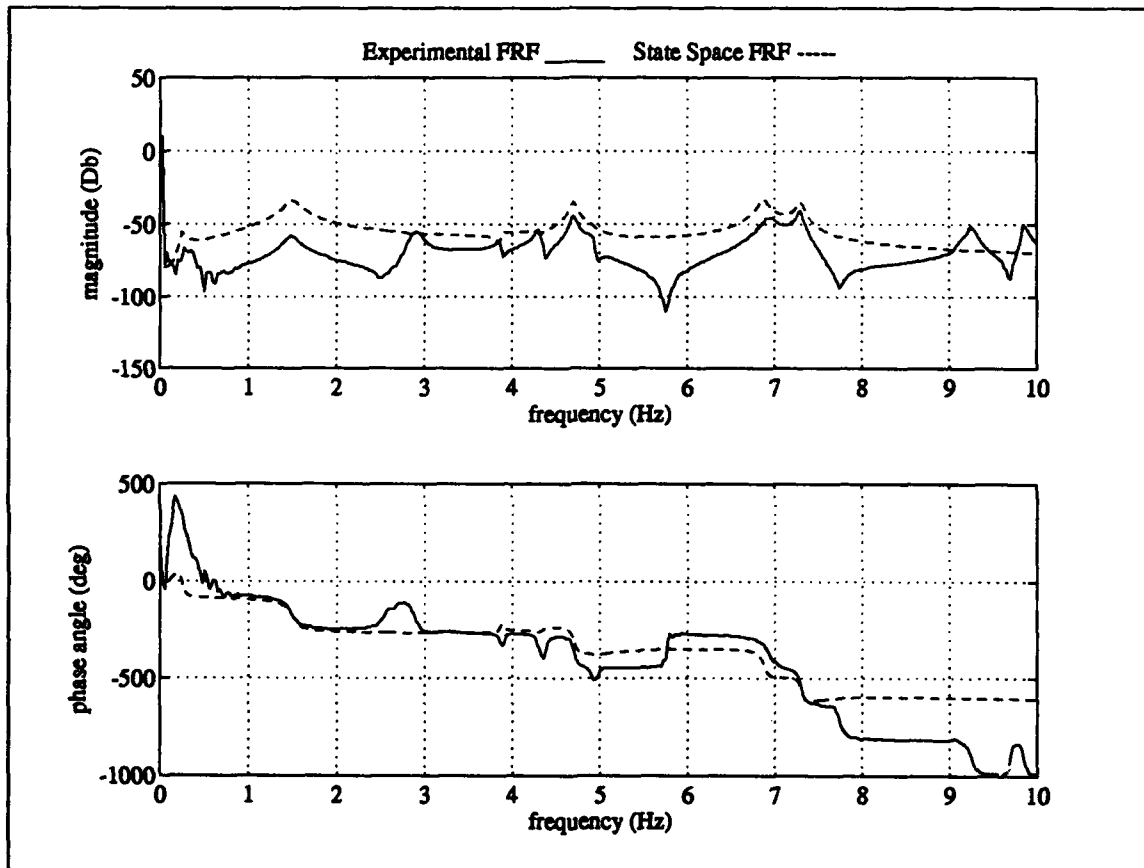 Experimental FRF State Space FRF
50
0
-50
-100
-150
magnitude (Db)
0 1 2 3 4 5 6 7 8 9 10
frequency (Hz)
500
0
-500
-1000
phase angle (deg)
0 1 2 3 4 5 6 7 8 9 10
frequency (Hz)